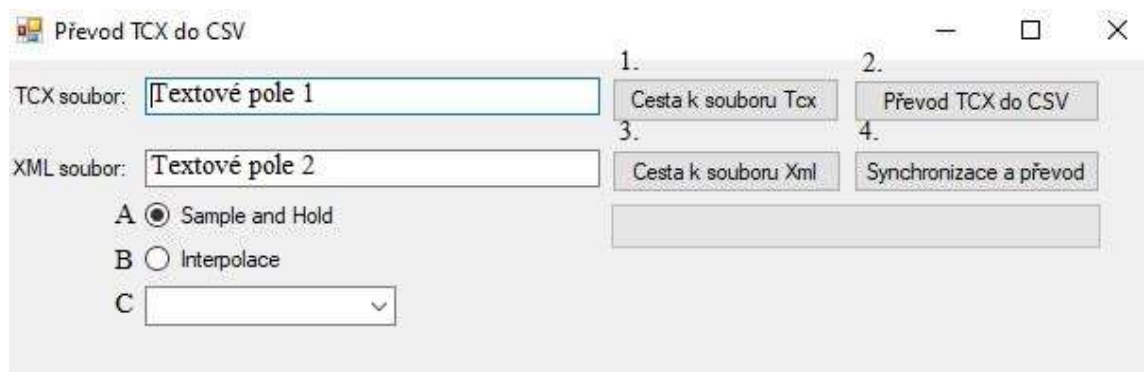 Převod TCX do CSV
1. 2.
TCX soubor: Textové pole 1 Cesta k souboru Tcx Převod TCX do CSV
3. 4.
XML soubor: Textové pole 2 Cesta k souboru Xml Synchronizace a převod
A Sample and Hold
B Interpolace
C